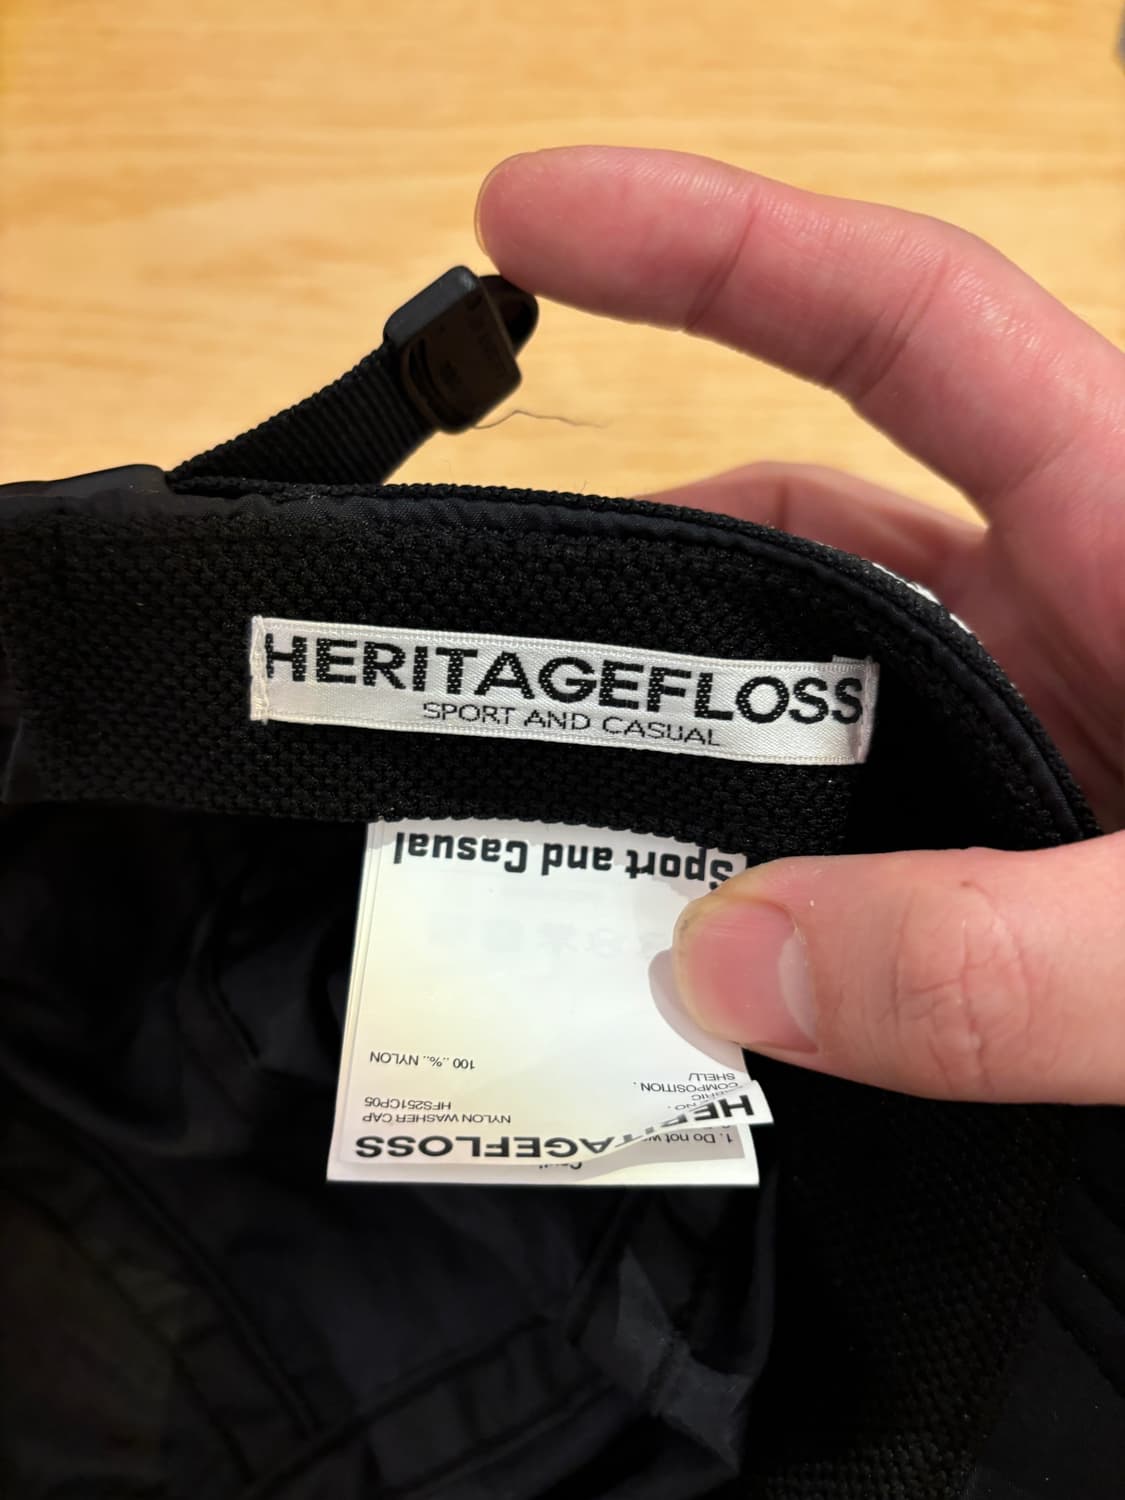 HERITAGEFLOSS
SPORT AND CASUAL
HERITAGEFLOSS
NYLON WASHER CAP
HFS251CP05
COMPOSITION.
SHELL/
100..%.. NYLON
Sport and Casual
1. Do not